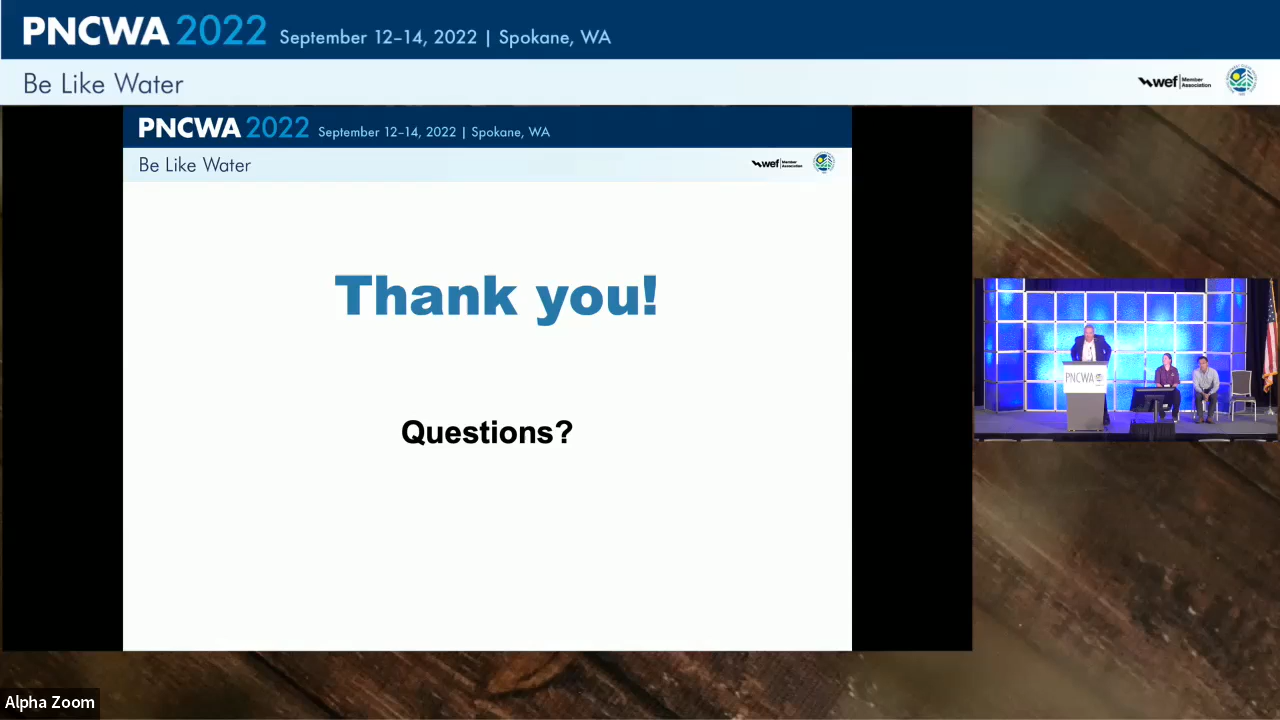 PNCWA 2022 September 12–14, 2022 | Spokane, WA
Be Like Water
wef Member Association
PNCWA 2022 September 12–14, 2022 | Spokane, WA
Be Like Water
wef Member Association
Thank you!
Questions?
PNCWA
Alpha Zoom